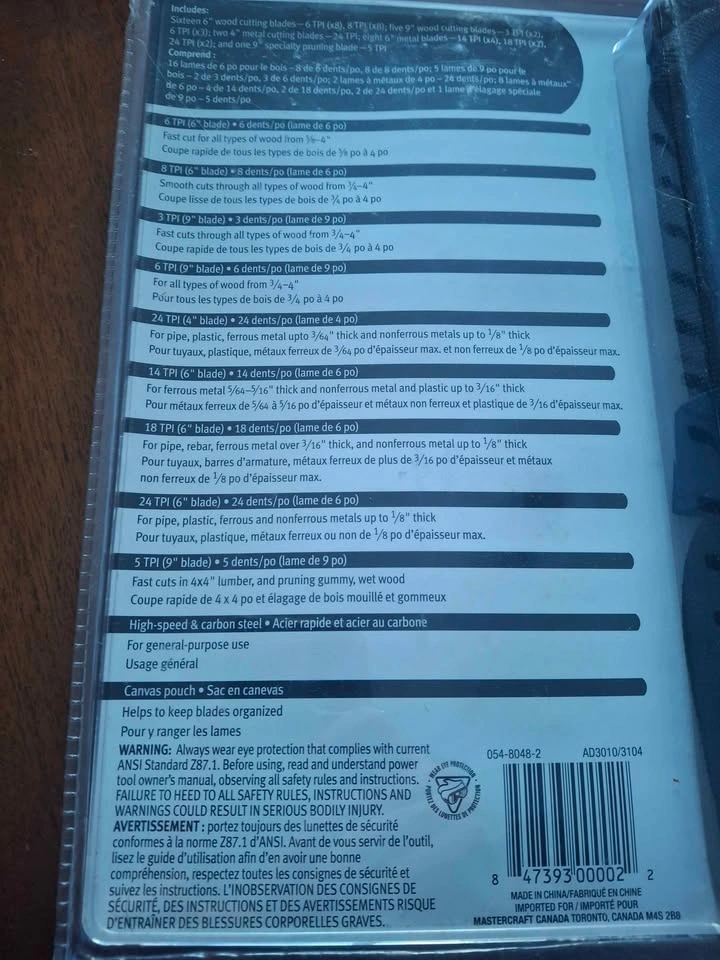 Includes:
Sixteen 6" wood cutting blades—6 TPI (x8), 8 TPI (x8); five 9" wood cutting blades—3 TPI (x2),
6 TPI (x3); two 4" metal cutting blades—24 TPI; eight 6" metal blades—14 TPI (x4), 18 TPI (x2),
24 TPI (x2); and one 9" specialty pruning blade—5 TPI
Comprend :
16 lames de 6 po pour le bois – 8 de 6 dents/po, 8 de 8 dents/po; 5 lames de 9 po pour le
bois – 2 de 3 dents/po, 3 de 6 dents/po; 2 lames à métaux de 4 po – 24 dents/po; 8 lames à métaux
de 6 po – 4 de 14 dents/po, 2 de 18 dents/po, 2 de 24 dents/po et 1 lame d'élagage spéciale
de 9 po – 5 dents/po
6 TPI (6" blade) • 6 dents/po (lame de 6 po)
Fast cut for all types of wood from –4"
Coupe rapide de tous les types de bois de po à 4 po
8 TPI (6" blade) • 8 dents/po (lame de 6 po)
Smooth cuts through all types of wood from ¾–4"
Coupe lisse de tous les types de bois de ¾ po à 4 po
3 TPI (9" blade) • 3 dents/po (lame de 9 po)
Fast cuts through all types of wood from 3/4–4"
Coupe rapide de tous les types de bois de 3/4 po à 4 po
6 TPI (9" blade) • 6 dents/po (lame de 9 po)
For all types of wood from 3/4–4"
Pour tous les types de bois de 3/4 po à 4 po
24 TPI (4" blade) • 24 dents/po (lame de 4 po)
For pipe, plastic, ferrous metal upto 3/64" thick and nonferrous metals up to 1/8" thick
Pour tuyaux, plastique, métaux ferreux de 3/64 po d'épaisseur max. et non ferreux de 1/8 po d'épaisseur max.
14 TPI (6" blade) • 14 dents/po (lame de 6 po)
For ferrous metal 5/64–5/16" thick and nonferrous metal and plastic up to 3/16" thick
Pour métaux ferreux de 5/64 à 5/16 po d'épaisseur et métaux non ferreux et plastique de 3/16 d'épaisseur max.
18 TPI (6" blade) • 18 dents/po (lame de 6 po)
For pipe, rebar, ferrous metal over 3/16" thick, and nonferrous metal up to 1/8" thick
Pour tuyaux, barres d'armature, métaux ferreux de plus de 3/16 po d'épaisseur et métaux
non ferreux de 1/8 po d'épaisseur max.
24 TPI (6" blade) • 24 dents/po (lame de 6 po)
For pipe, plastic, ferrous and nonferrous metals up to 1/8" thick
Pour tuyaux, plastique, métaux ferreux ou non de 1/8 po d'épaisseur max.
5 TPI (9" blade) • 5 dents/po (lame de 9 po)
Fast cuts in 4x4" lumber, and pruning gummy, wet wood
Coupe rapide de 4 x 4 po et élagage de bois mouillé et gommeux
High-speed & carbon steel • Acier rapide et acier au carbone
For general-purpose use
Usage général
Canvas pouch • Sac en canevas
Helps to keep blades organized
Pour y ranger les lames
WARNING: Always wear eye protection that complies with current
ANSI Standard Z87.1. Before using, read and understand power
tool owner's manual, observing all safety rules and instructions.
FAILURE TO HEED TO ALL SAFETY RULES, INSTRUCTIONS AND
WARNINGS COULD RESULT IN SERIOUS BODILY INJURY.
AVERTISSEMENT : portez toujours des lunettes de sécurité
conformes à la norme Z87.1 d'ANSI. Avant de vous servir de l'outil,
lisez le guide d'utilisation afin d'en avoir une bonne
compréhension, respectez toutes les consignes de sécurité et
suivez les instructions. L'INOBSERVATION DES CONSIGNES DE
SÉCURITÉ, DES INSTRUCTIONS ET DES AVERTISSEMENTS RISQUE
D'ENTRAÎNER DES BLESSURES CORPORELLES GRAVES.
WEAR EYE PROTECTION
PORTEZ DES LUNETTES DE PROTECTION
054-8048-2 AD3010/3104
8 47393 00002 2
MADE IN CHINA/FABRIQUÉ EN CHINE
IMPORTED FOR / IMPORTÉ POUR
MASTERCRAFT CANADA TORONTO, CANADA M4S 2B8